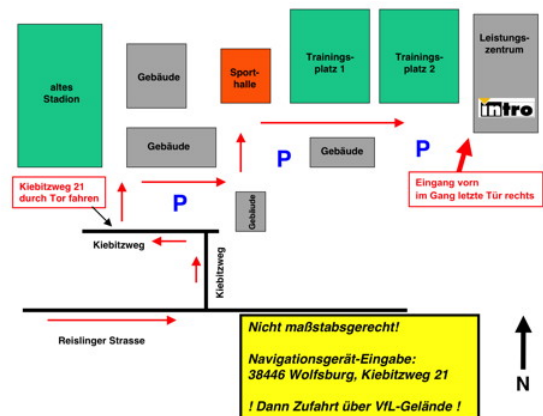 altes
Stadion
Gebäude
Sport-
halle
Trainings-
platz 1
Trainings-
platz 2
Leistungs-
zentrum
intro
Gebäude
P
Gebäude
P
Kiebitzweg 21
durch Tor fahren
P
Gebäude
Eingang vorn
im Gang letzte Tür rechts
Kiebitzweg
Kiebitzweg
Reislinger Strasse
Nicht maßstabsgerecht!
Navigationsgerät-Eingabe:
38446 Wolfsburg, Kiebitzweg 21
! Dann Zufahrt über VfL-Gelände !
N